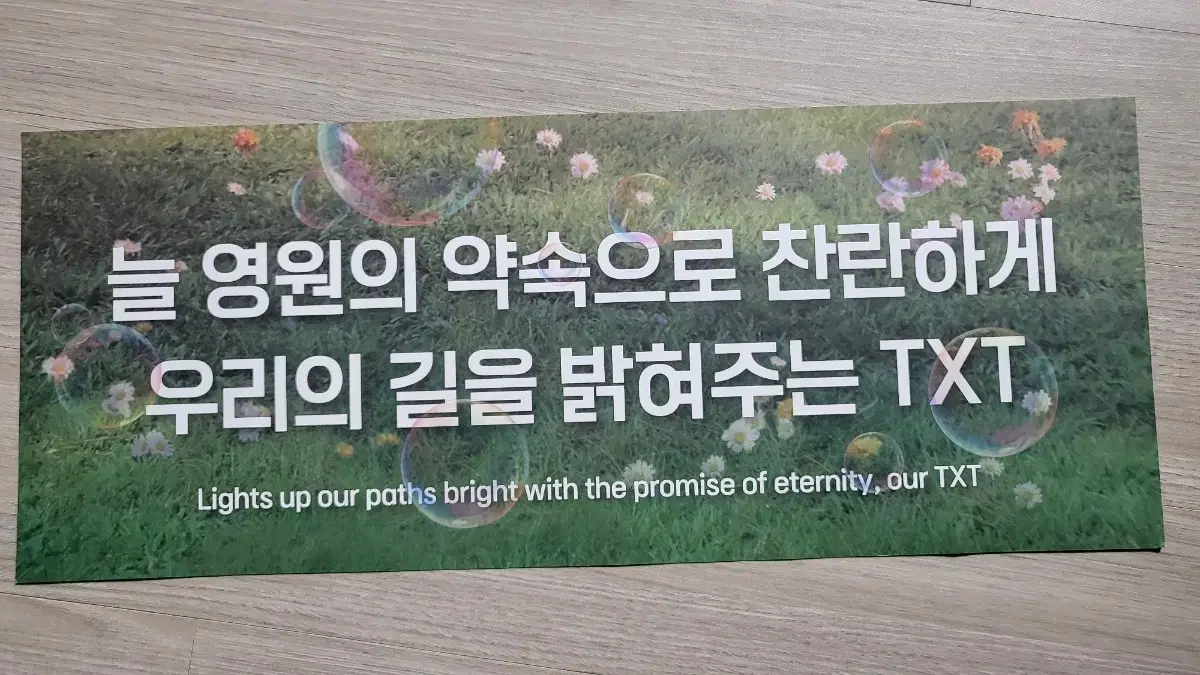 늘 영원의 약속으로 찬란하게
우리의 길을 밝혀주는 TXT
Lights up our paths bright with the promise of eternity, our TXT